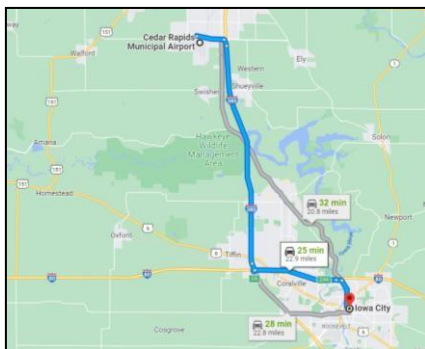 Cedar Rapids
Municipal Airport
Walford
Western
Ely
Swisher
Shueyville
151
Amana
Hawkeye
Wildlife
Management
Area
Solon
Homestead
32 min
20.8 miles
Newport
Oxford
Tiffin
25 min
22.9 miles
Coralville
Iowa City
28 min
22.8 miles
Cosgrove